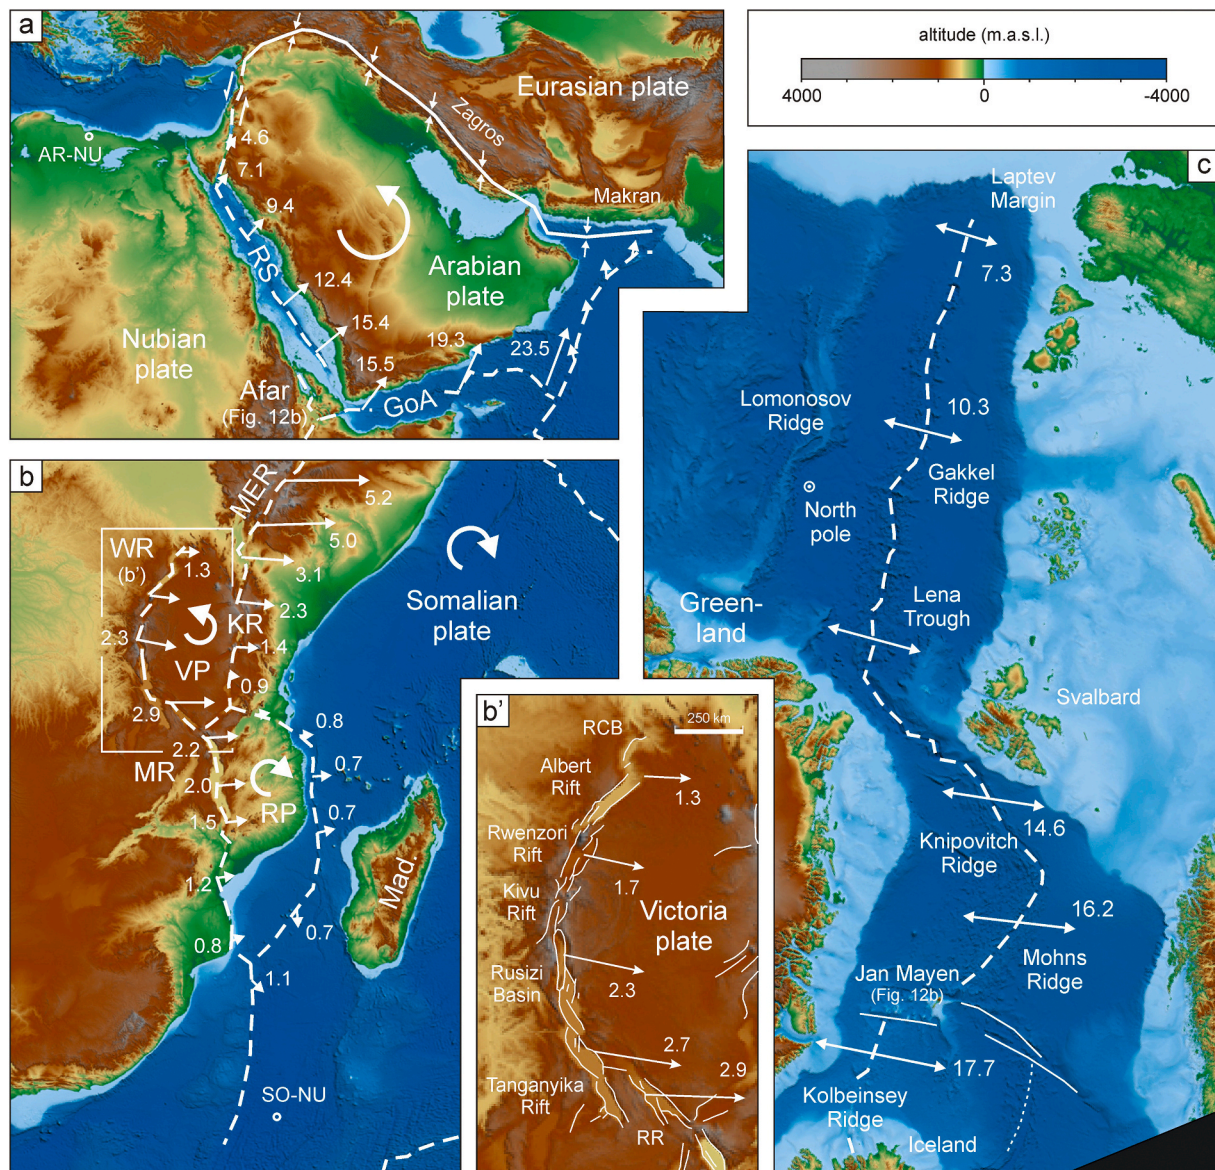 a
Eurasian plate
Zagros
Makran
AR-NU
4.6
7.1
9.4
RS
12.4
Arabian
plate
15.4
19.3
23.5
15.5
Nubian
plate
Afar
(Fig. 12b)
GoA
altitude (m.a.s.l.)
4000
0
-4000
b
MER
5.2
5.0
WR
(b')
1.3
3.1
2.3
KR
2.3
VP
1.4
0.9
2.9
0.8
2.2
MR
0.7
2.0
RP
0.7
1.5
1.2
Mad.
0.7
0.8
1.1
SO-NU
Somalian
plate
b'
250 km
RCB
Albert
Rift
1.3
Rwenzori
Rift
1.7
Kivu
Rift
Victoria
plate
Rusizi
Basin
2.3
2.7
2.9
Tanganyika
Rift
RR
c
Laptev
Margin
7.3
Lomonosov
Ridge
10.3
Gakkel
Ridge
North
pole
Green-
land
Lena
Trough
Svalbard
14.6
Knipovitch
Ridge
16.2
Mohns
Ridge
Jan Mayen
(Fig. 12b)
17.7
Kolbeinsey
Ridge
Iceland